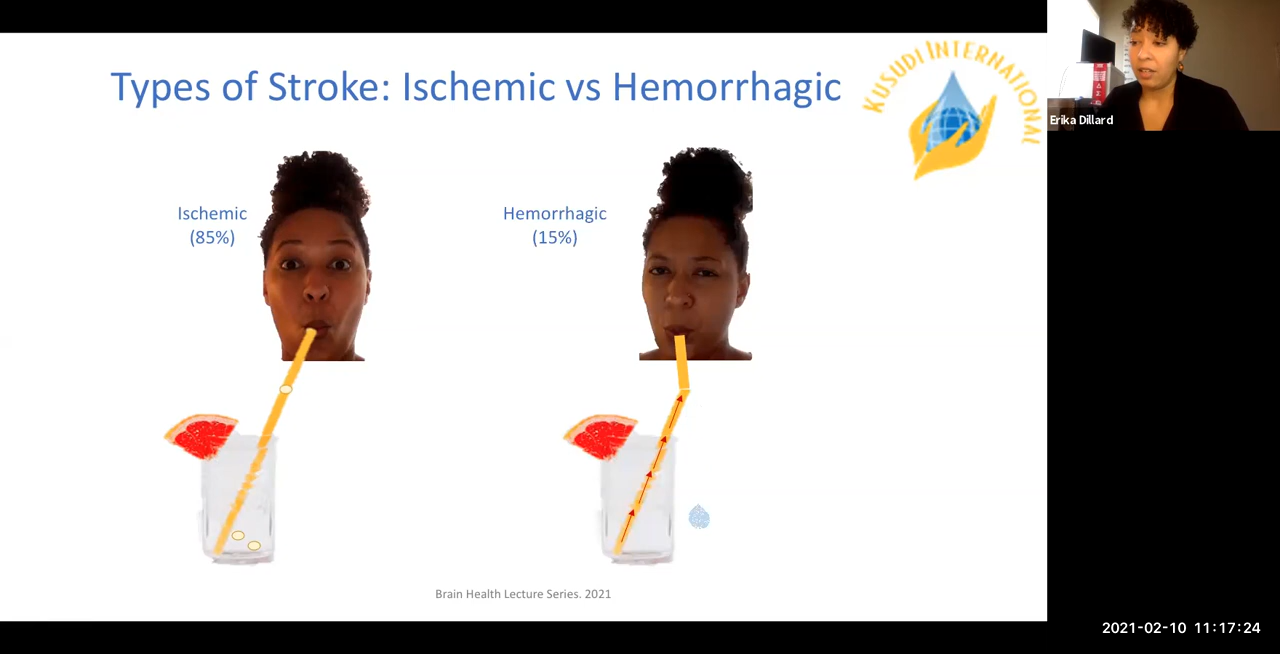 Types of Stroke: Ischemic vs Hemorrhagic
KUSUDI INTERNATIONAL
Erika Dillard
Ischemic
(85%)
Hemorrhagic
(15%)
Brain Health Lecture Series. 2021
2021-02-10 11:17:24